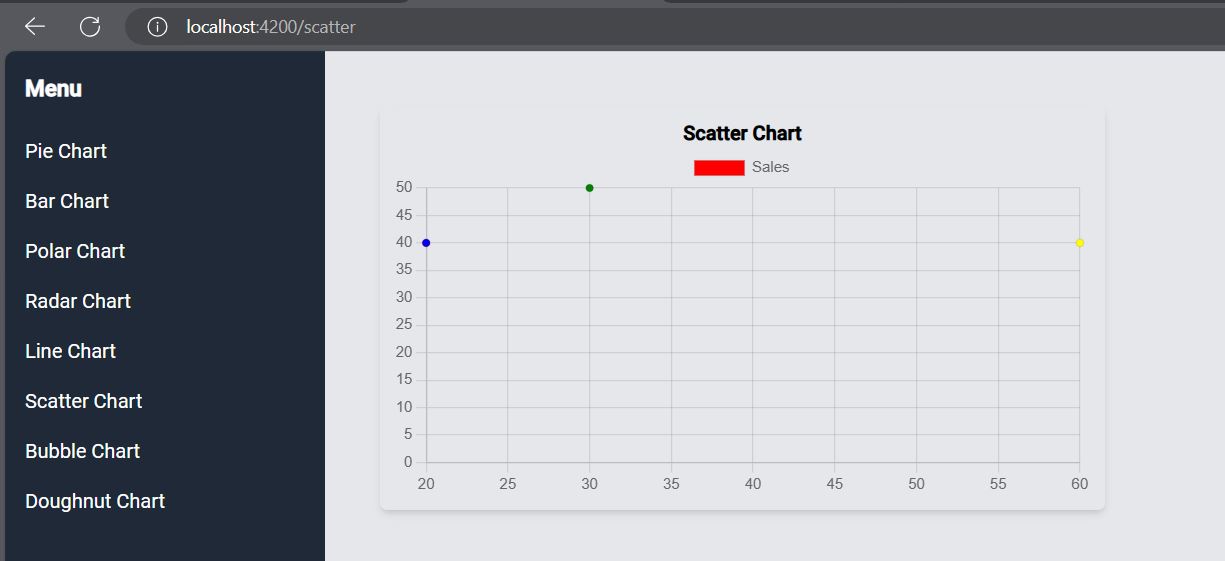 localhost:4200/scatter
Menu
Pie Chart
Bar Chart
Polar Chart
Radar Chart
Line Chart
Scatter Chart
Bubble Chart
Doughnut Chart
Scatter Chart
Sales
50
45
40
35
30
25
20
15
10
5
0
20 25 30 35 40 45 50 55 60